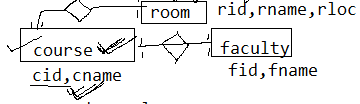 room rid,rname,rloc
course faculty
cid,cname fid,fname